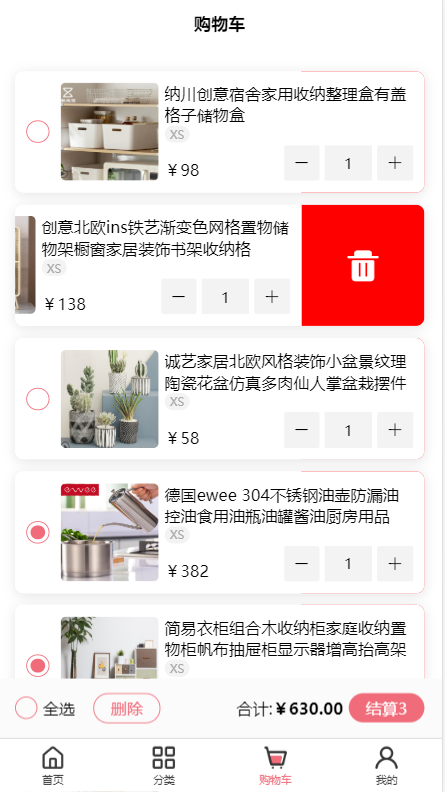 购物车
纳川创意宿舍家用收纳整理盒有盖
格子储物盒
XS
￥98
1
创意北欧ins铁艺渐变色网格置物储
物架橱窗家居装饰书架收纳格
XS
￥138
1
诚艺家居北欧风格装饰小盆景纹理
陶瓷花盆仿真多肉仙人掌盆栽摆件
XS
￥58
1
ewee
德国ewee 304不锈钢油壶防漏油
控油食用油瓶油罐酱油厨房用品
XS
￥382
1
简易衣柜组合木收纳柜家庭收纳置
物柜帆布抽屉柜显示器增高抬高架
XS
全选
删除
合计:￥630.00
结算3
首页
分类
购物车
我的